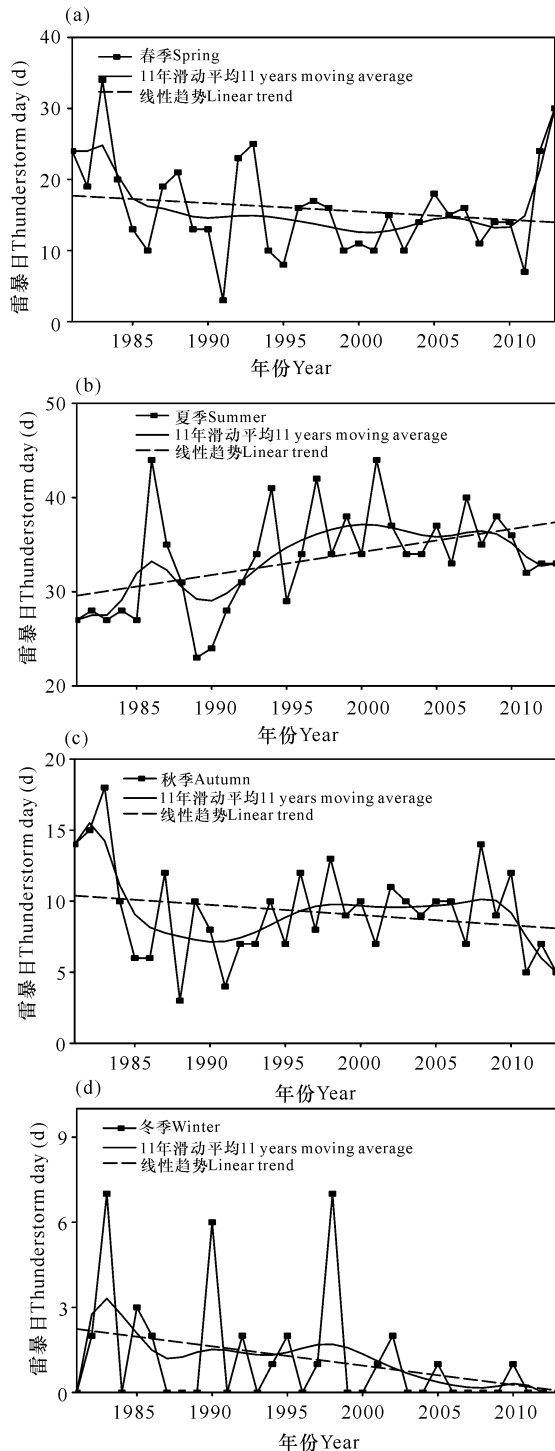 (a)
雷暴日Thunderstorm day (d)
40
30
20
10
0
春季Spring
11年滑动平均11 years moving average
线性趋势Linear trend
1985 1990 1995 2000 2005 2010
年份Year
(b)
雷暴日Thunderstorm day (d)
50
40
30
20
夏季Summer
11年滑动平均11 years moving average
线性趋势Linear trend
1985 1990 1995 2000 2005 2010
年份Year
(c)
雷暴日Thunderstorm day (d)
20
15
10
5
0
秋季Autumn
11年滑动平均11 years moving average
线性趋势Linear trend
1985 1990 1995 2000 2005 2010
年份Year
(d)
雷暴日Thunderstorm day (d)
9
6
3
0
冬季Winter
11年滑动平均11 years moving average
线性趋势Linear trend
1985 1990 1995 2000 2005 2010
年份Year